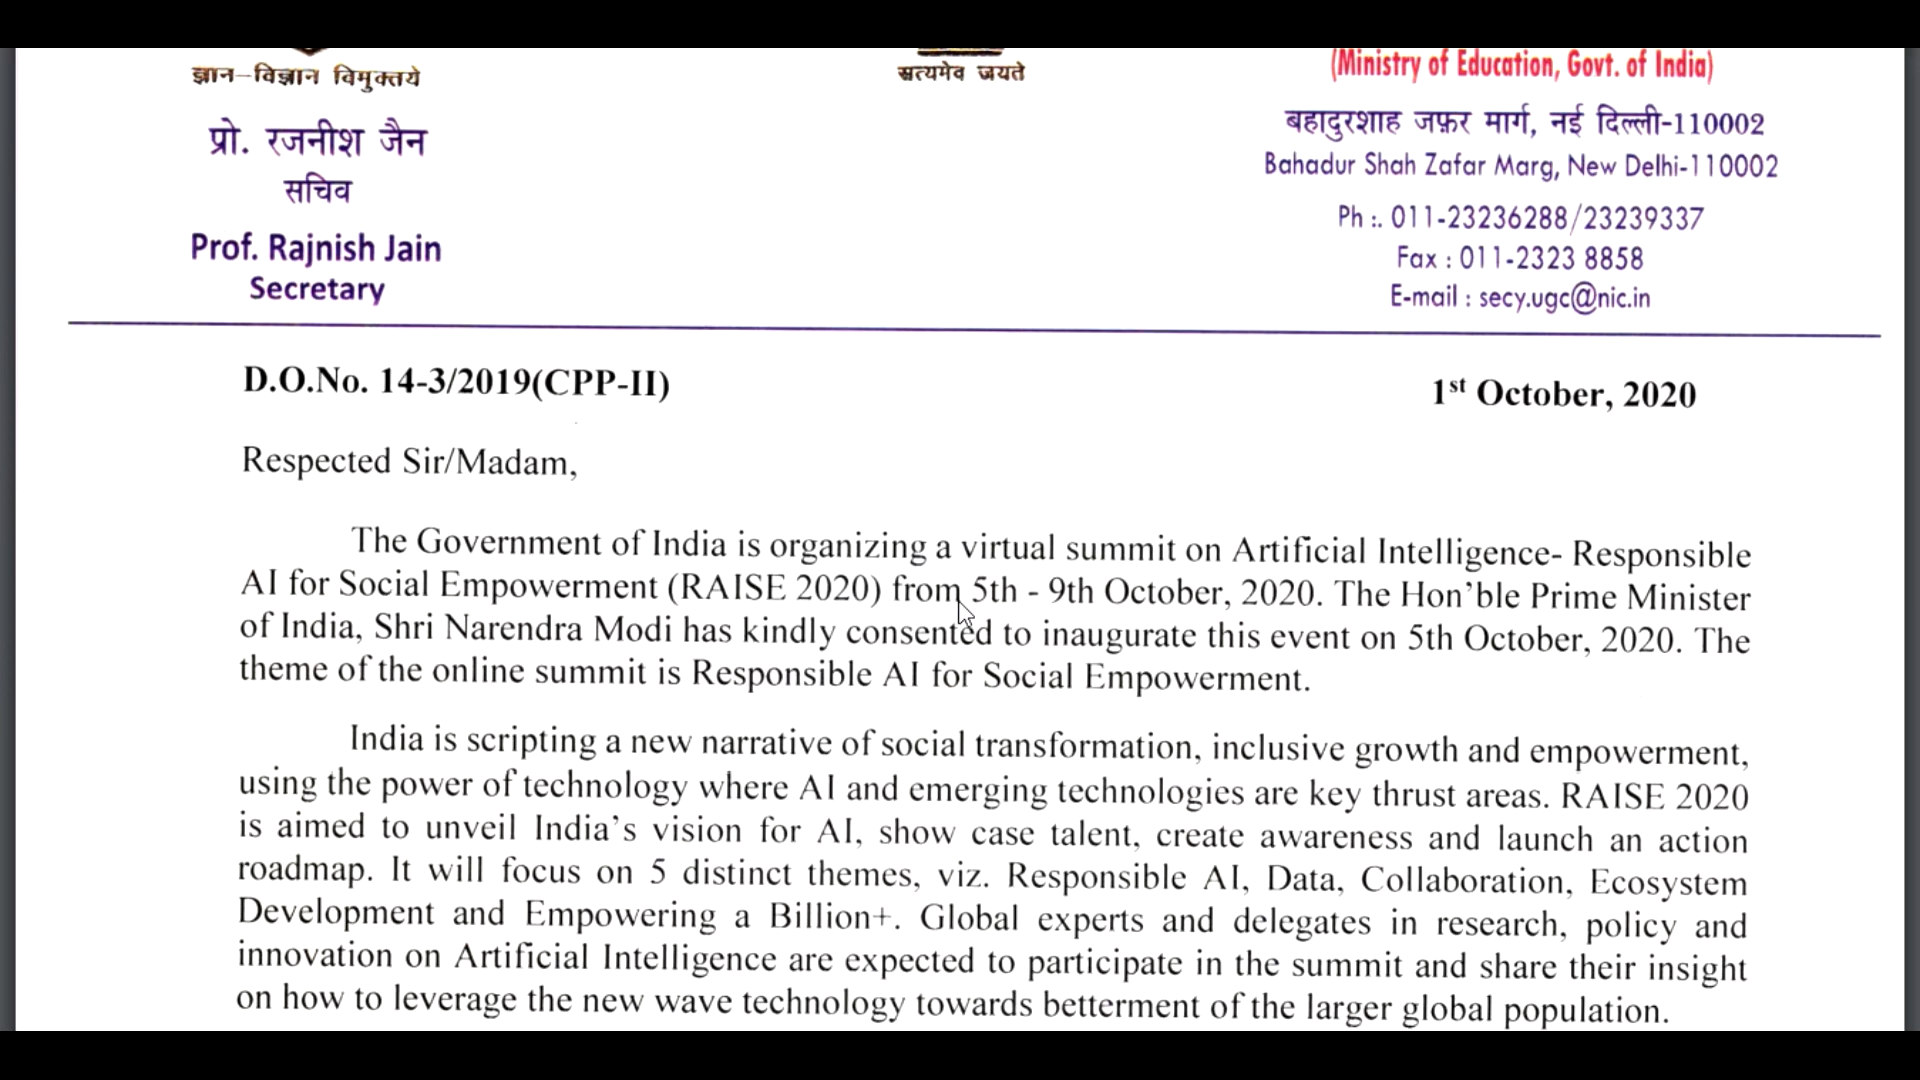 ज्ञान-विज्ञान विमुक्तये
सत्यमेव जयते
(Ministry of Education, Govt. of India)
प्रो. रजनीश जैन
सचिव
Prof. Rajnish Jain
Secretary
बहादुरशाह जफ़र मार्ग, नई दिल्ली-110002
Bahadur Shah Zafar Marg, New Delhi-110002
Ph :. 011-23236288/23239337
Fax : 011-2323 8858
E-mail : secy.ugc@nic.in
D.O.No. 14-3/2019(CPP-II)
1st October, 2020
Respected Sir/Madam,
The Government of India is organizing a virtual summit on Artificial Intelligence- Responsible
AI for Social Empowerment (RAISE 2020) from 5th - 9th October, 2020. The Hon’ble Prime Minister
of India, Shri Narendra Modi has kindly consented to inaugurate this event on 5th October, 2020. The
theme of the online summit is Responsible AI for Social Empowerment.
India is scripting a new narrative of social transformation, inclusive growth and empowerment,
using the power of technology where AI and emerging technologies are key thrust areas. RAISE 2020
is aimed to unveil India’s vision for AI, show case talent, create awareness and launch an action
roadmap. It will focus on 5 distinct themes, viz. Responsible AI, Data, Collaboration, Ecosystem
Development and Empowering a Billion+. Global experts and delegates in research, policy and
innovation on Artificial Intelligence are expected to participate in the summit and share their insight
on how to leverage the new wave technology towards betterment of the larger global population.